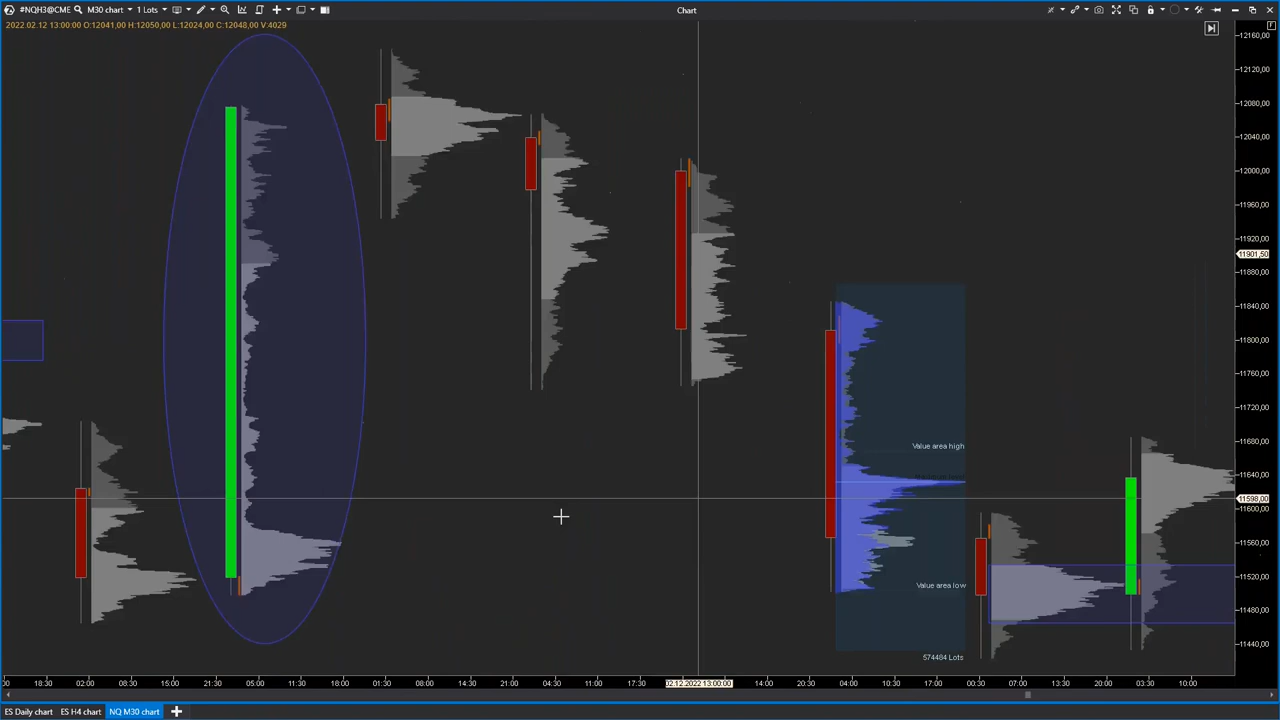 #NQH3@CME M30 chart 1 Lots Chart
2022.02.12 13:00:00 O:12041,00 H:12050,00 L:12024,00 C:12048,00 V:4029
F
12160,00
12120,00
12080,00
12040,00
12000,00
11960,00
11920,00
11901,50
11880,00
11840,00
11800,00
11760,00
11720,00
Value area high
11680,00
11640,00
11598,00
11600,00
11560,00
Value area low
11520,00
11480,00
11440,00
574484 Lots
:00 18:30 02:00 15:00 21:30 05:00 18:00 01:30 14:30 21:00 04:30 11:00 17:30 02.12.2022 13:00:00 14:00 20:30 04:00 10:30 17:00 00:30 07:00 13:30 20:00 03:30 10:00
ES Daily chart ES H4 chart NQ M30 chart